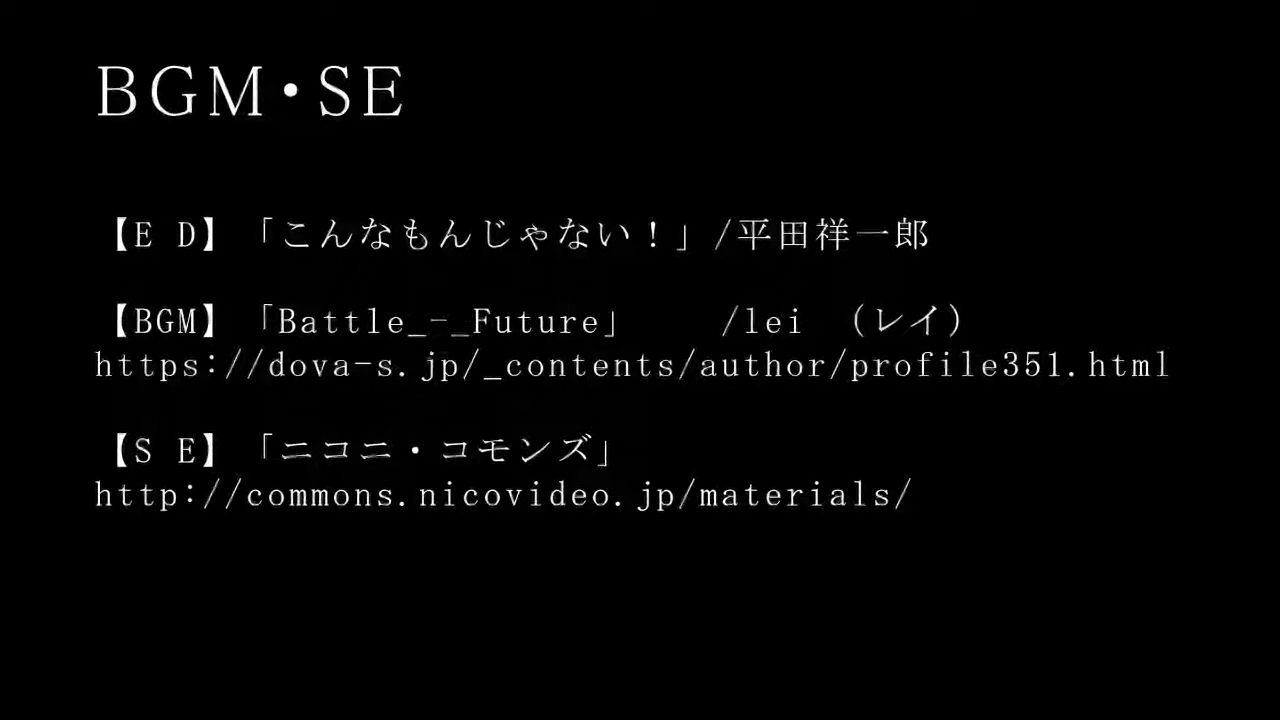 BGM・SE
【E D】「こんなもんじゃない！」/平田祥一郎
【BGM】「Battle_-_Future」　　/lei　（レイ）
https://dova-s.jp/_contents/author/profile351.html
【S E】「ニコニ・コモンズ」
http://commons.nicovideo.jp/materials/